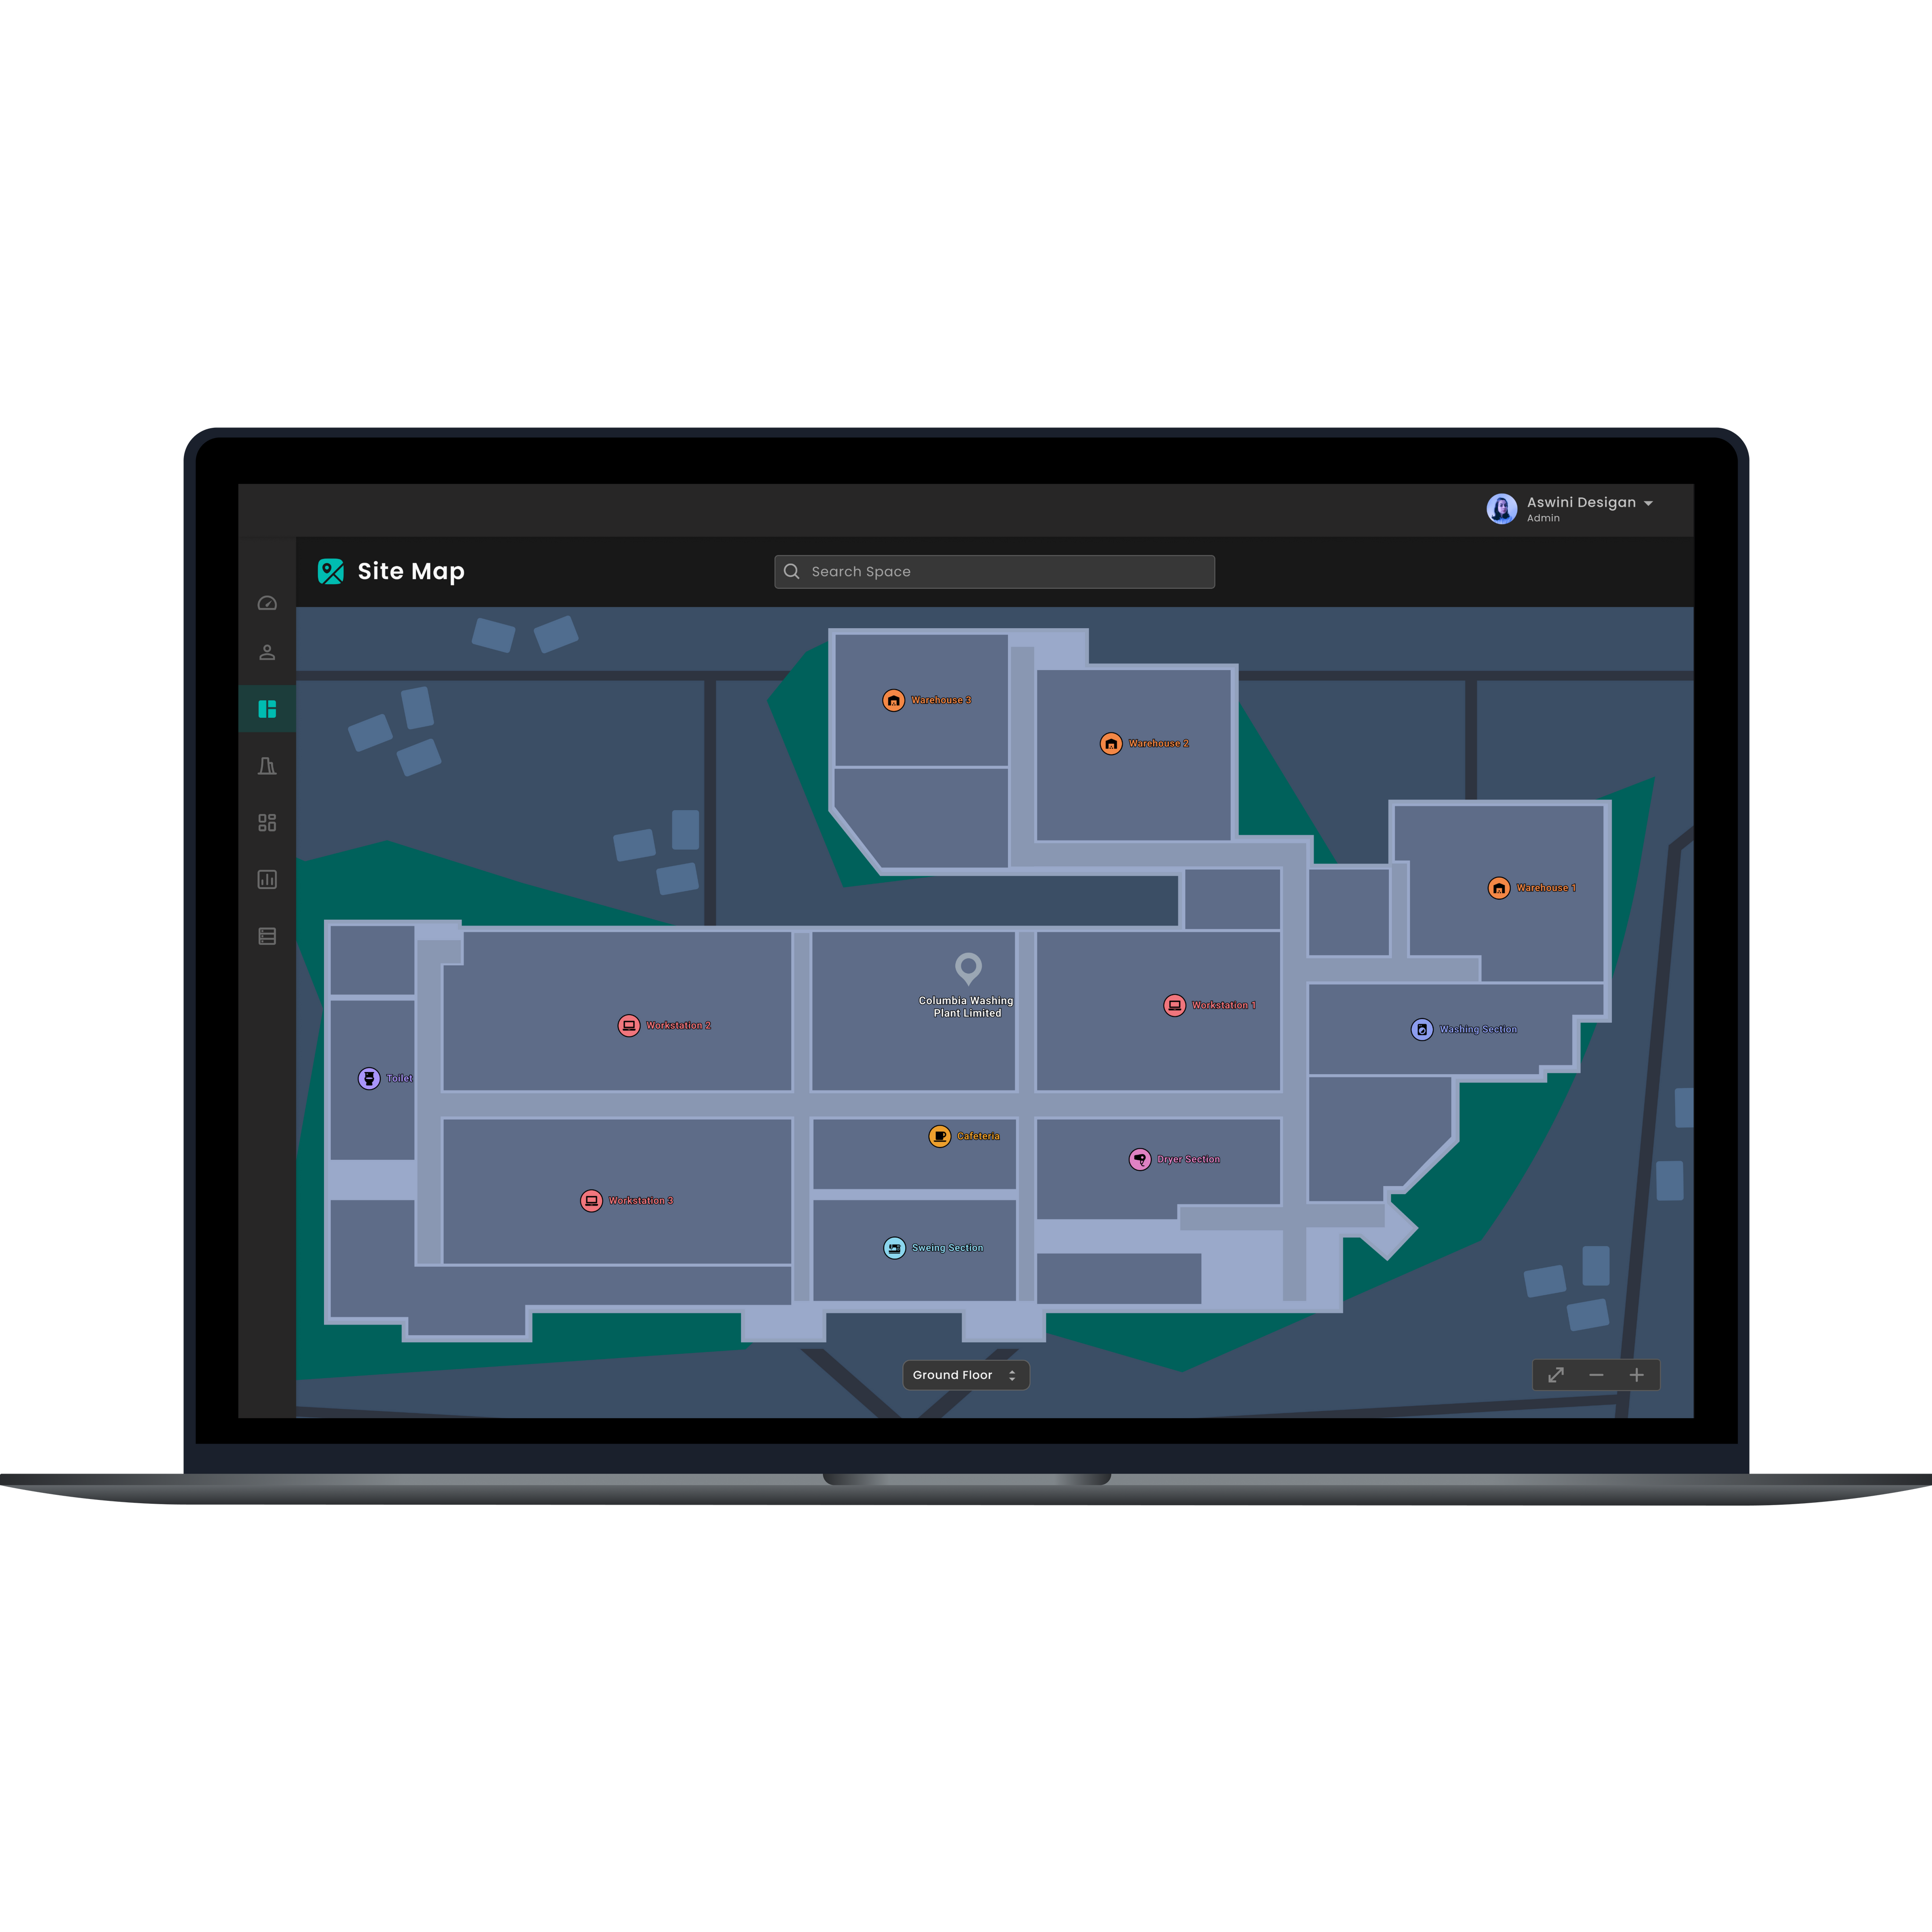 Aswini Desigan
Admin
Site Map
Search Space
Warehouse 3
Warehouse 2
Warehouse 1
Columbia Washing
Plant Limited
Workstation 1
Workstation 2
Washing Section
Toilet
Cafeteria
Dryer Section
Workstation 3
Sweing Section
Ground Floor